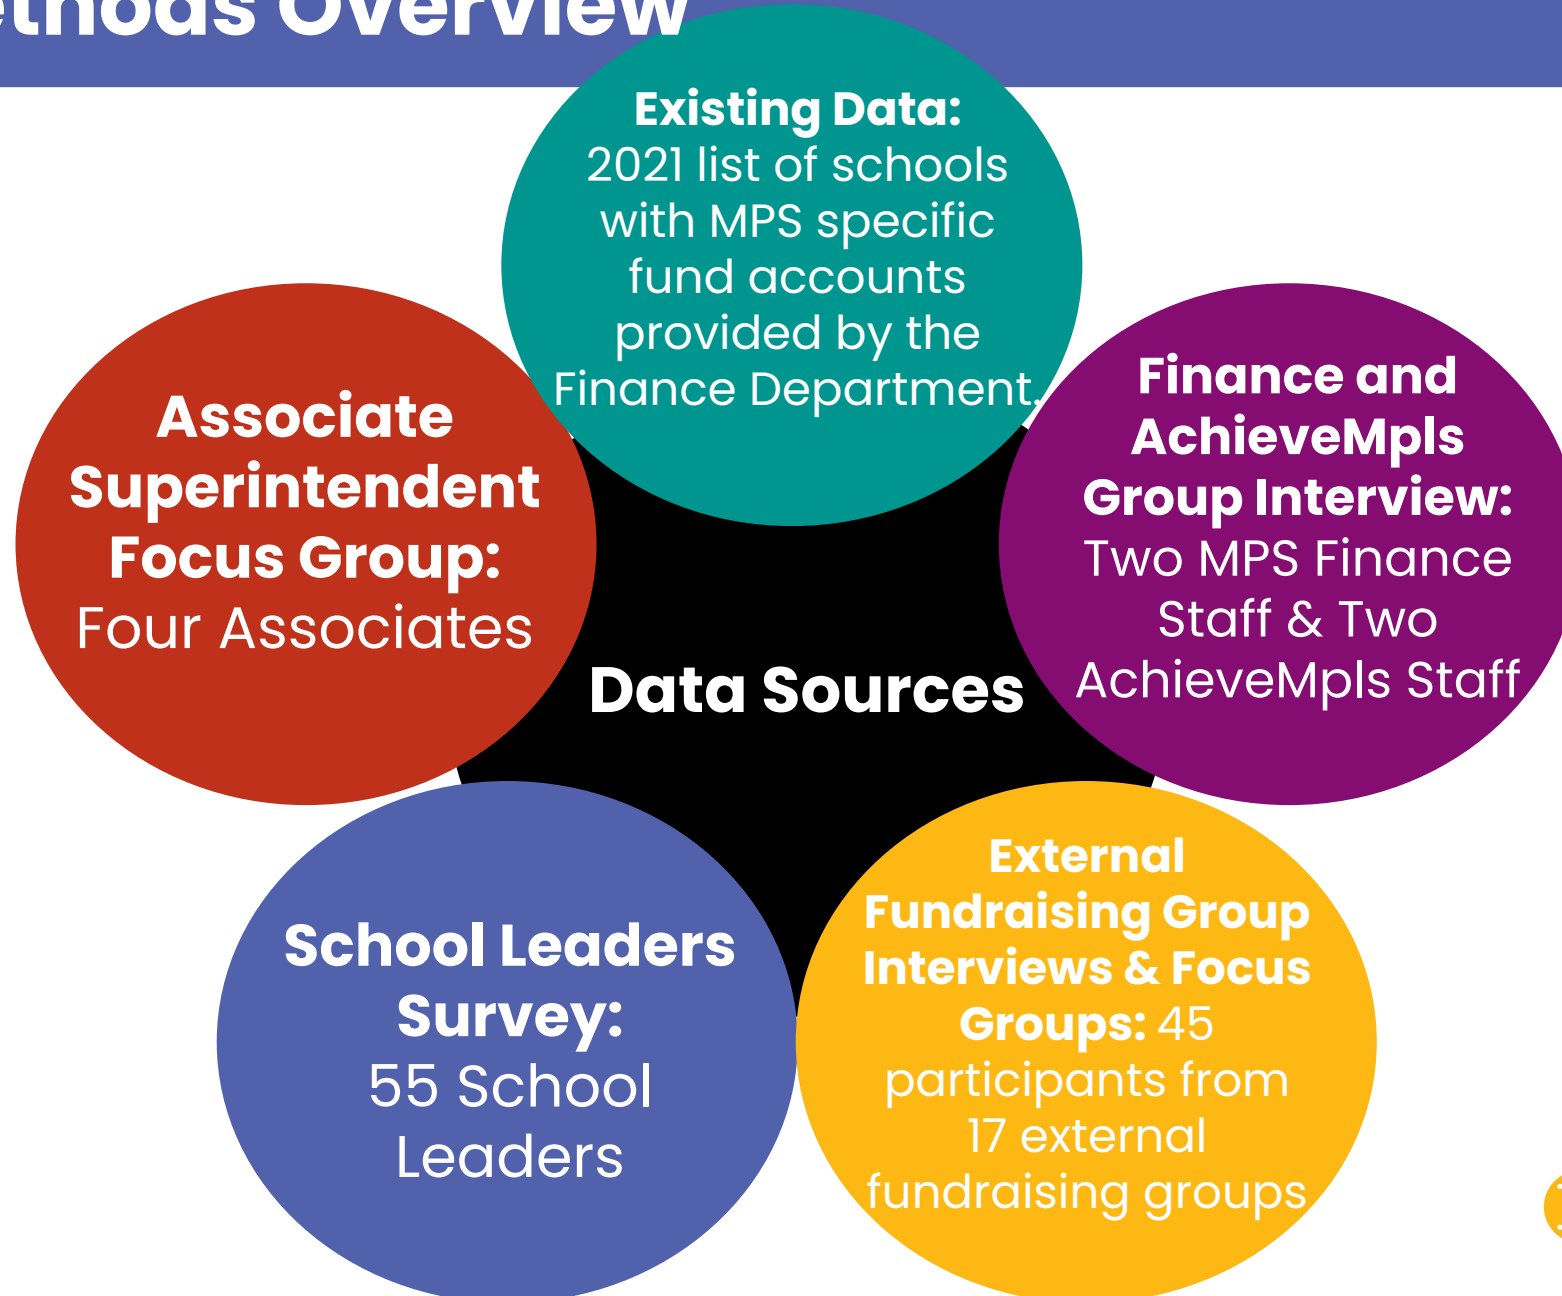 Overview
Existing Data:
2021 list of schools
with MPS specific
fund accounts
provided by the
Finance Department.
Associate
Superintendent
Focus Group:
Four Associates
Finance and
AchieveMpls
Group Interview:
Two MPS Finance
Staff & Two
AchieveMpls Staff
Data Sources
School Leaders
Survey:
55 School
Leaders
External
Fundraising Group
Interviews & Focus
Groups: 45
participants from
17 external
fundraising groups